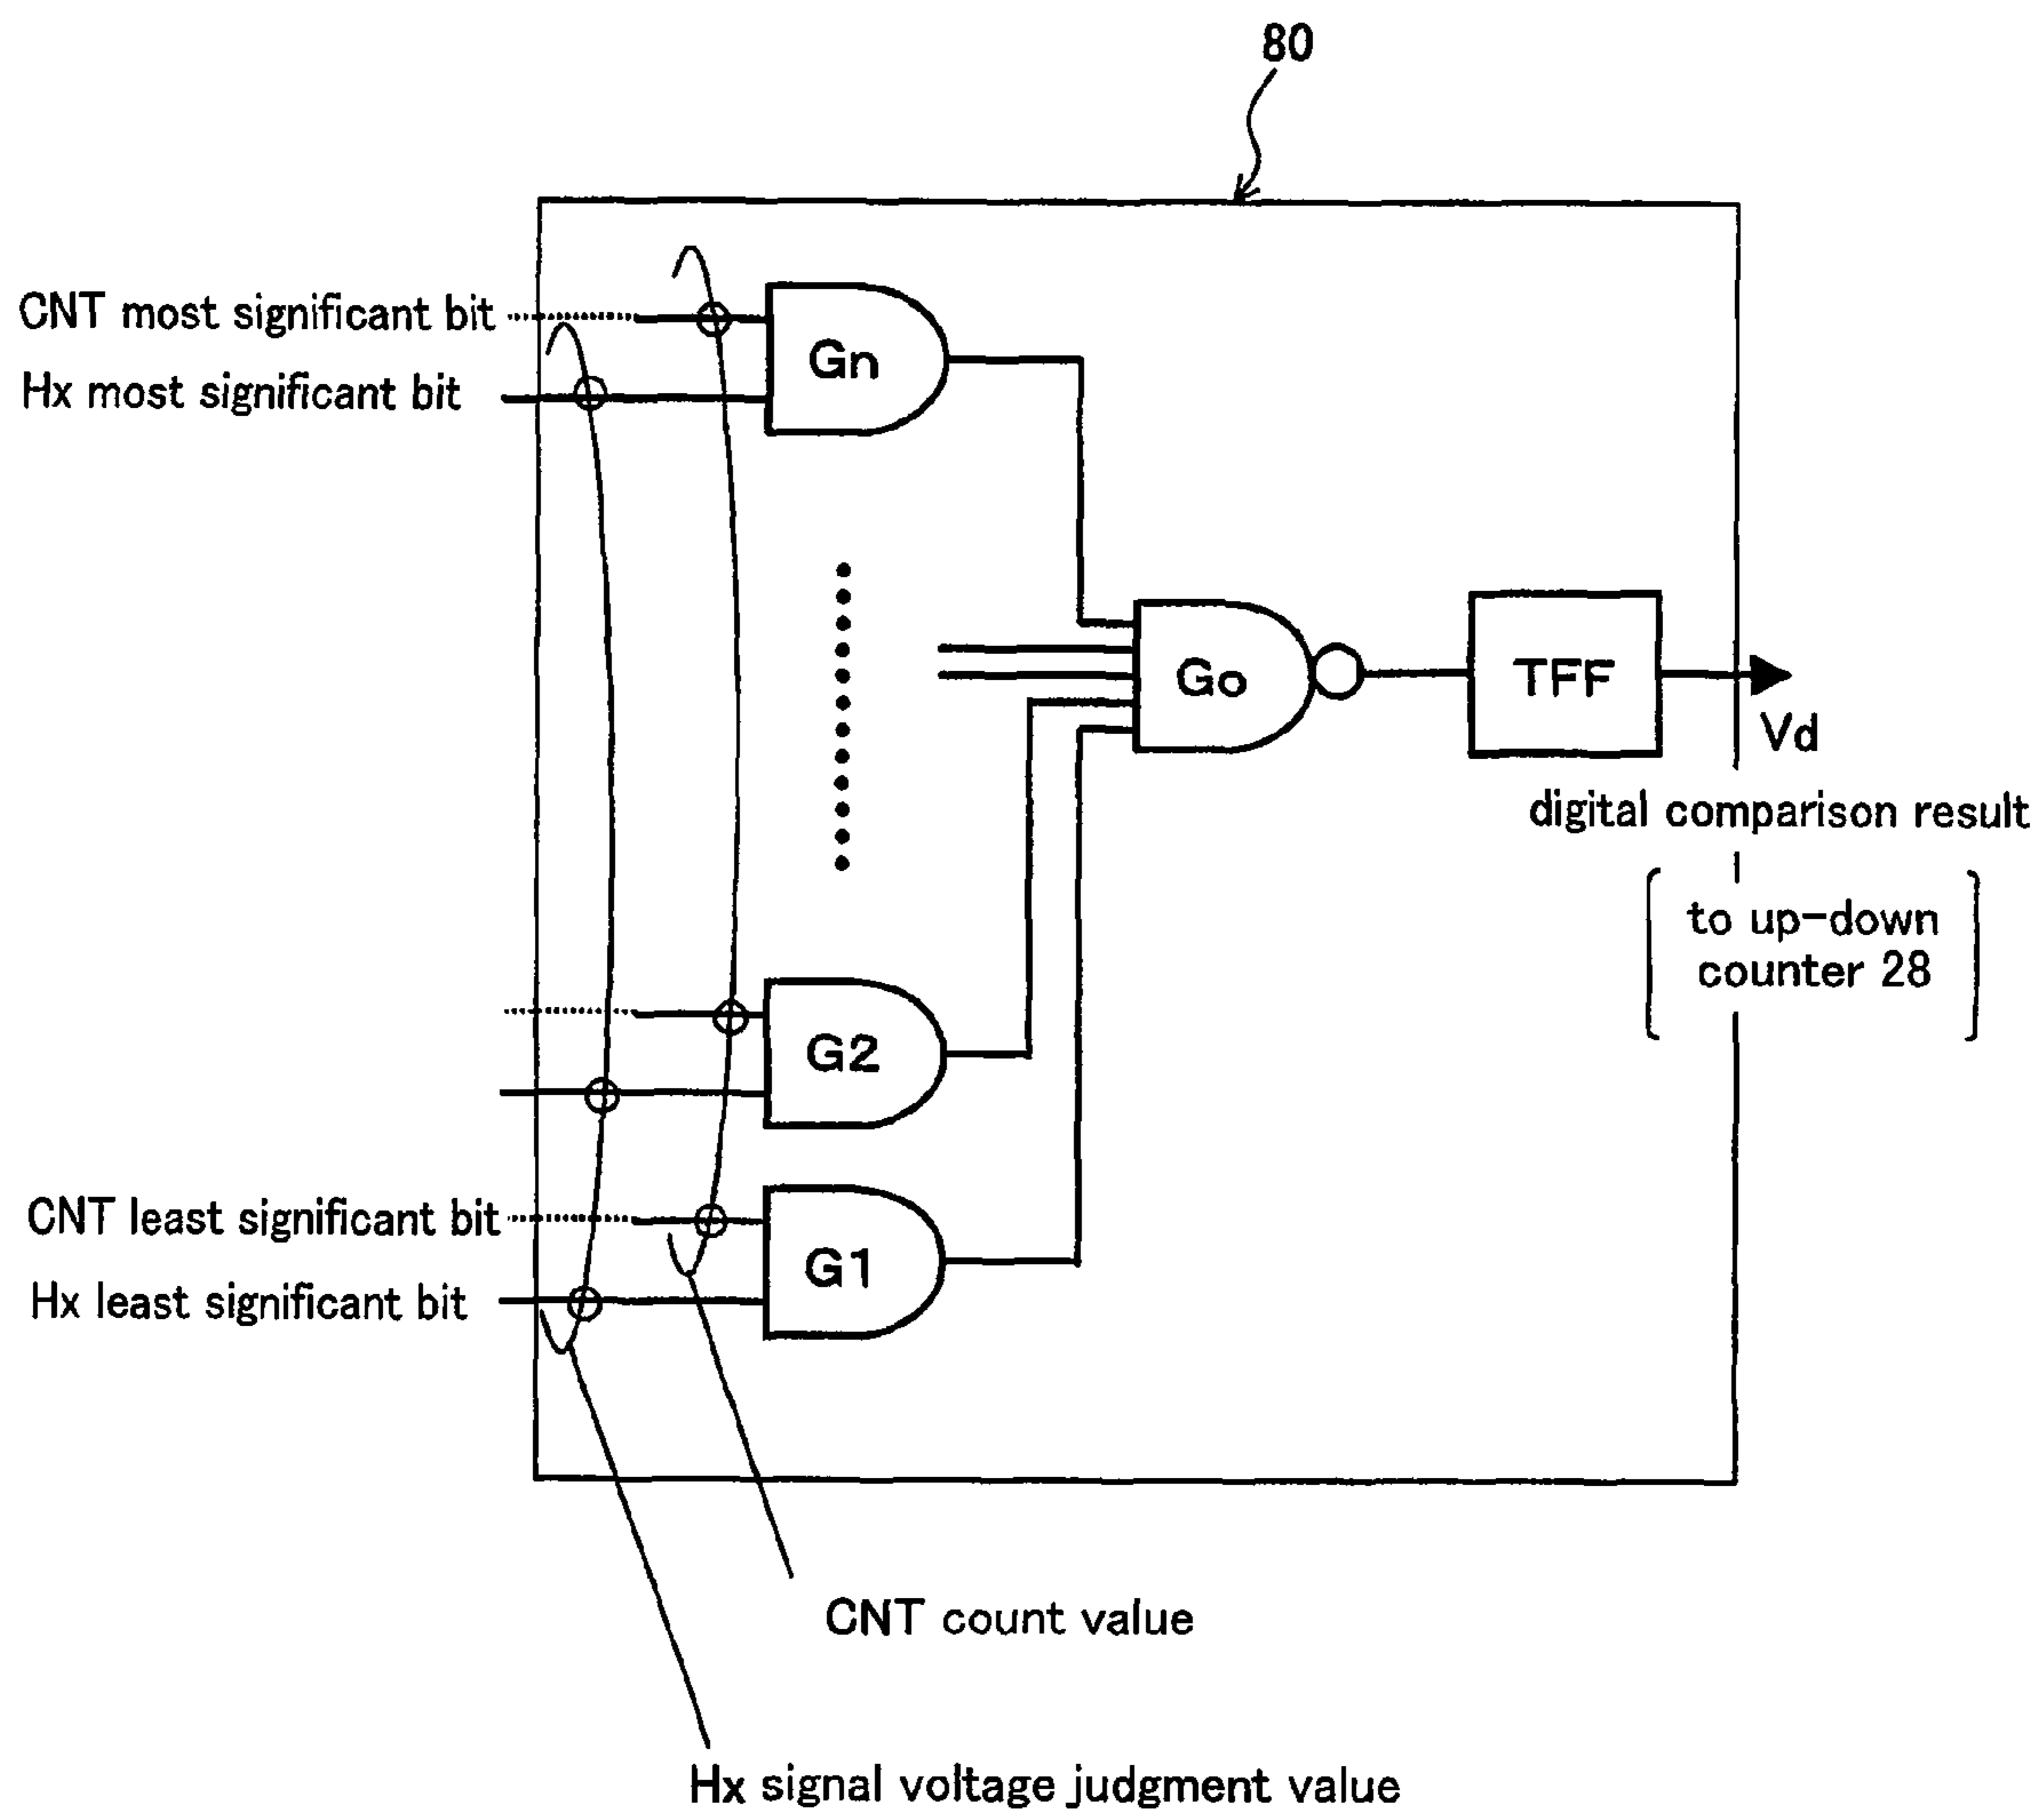 80
CNT most significant bit
Hx most significant bit
Gn
Go
TFF
Vd
digital comparison result
to up-down
counter 28
G2
CNT least significant bit
Hx least significant bit
G1
CNT count value
Hx signal voltage judgment value